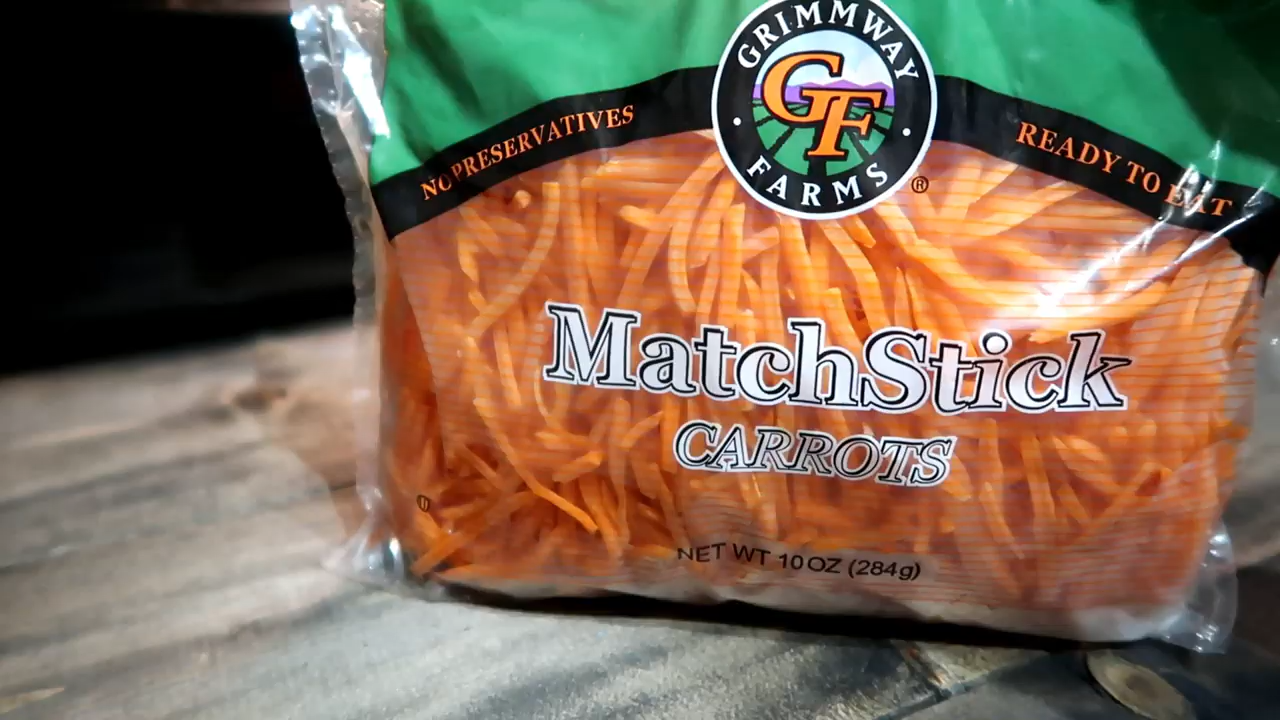 GRIMMWAY
GF
FARMS
®
NO PRESERVATIVES
READY TO EAT
MatchStick
CARROTS
U
NET WT 10 OZ (284g)